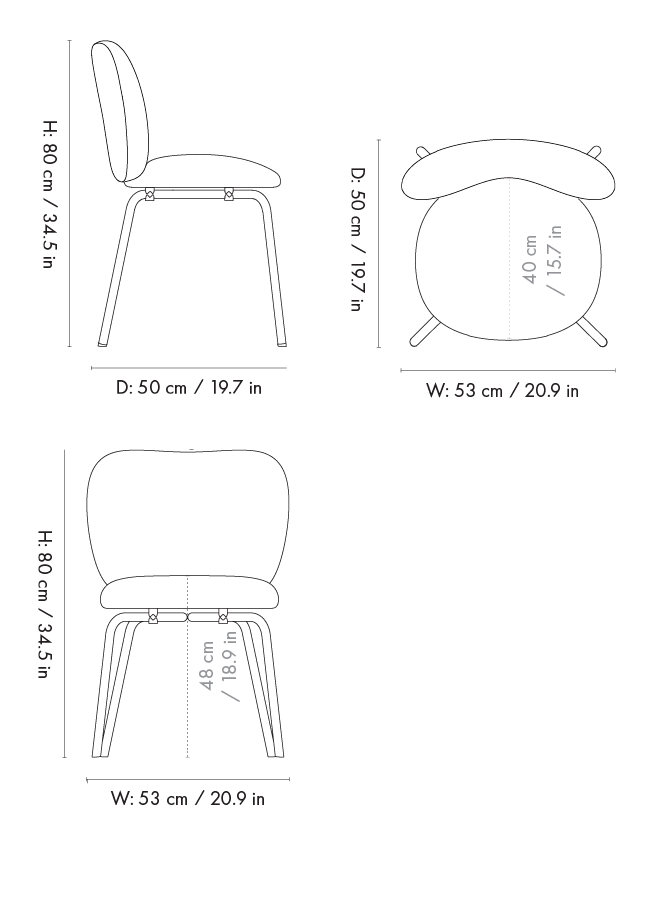 H: 80 cm / 34.5 in
D: 50 cm / 19.7 in
D: 50 cm / 19.7 in
40 cm
/ 15.7 in
W: 53 cm / 20.9 in
H: 80 cm / 34.5 in
48 cm
/ 18.9 in
W: 53 cm / 20.9 in